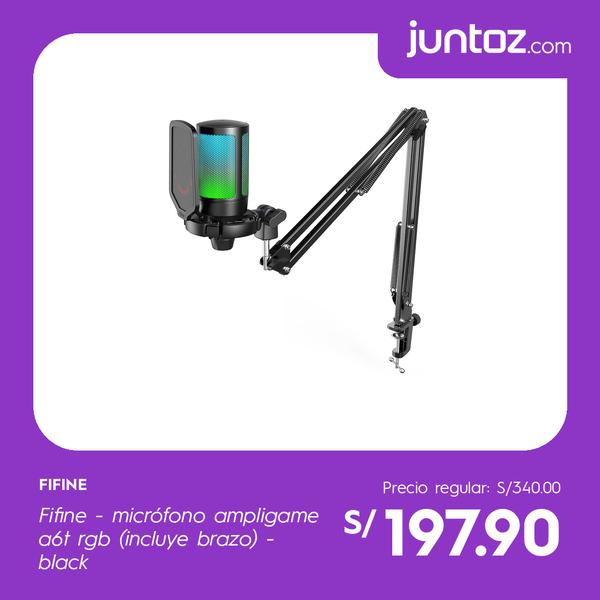 juntoz.com
FIFINE
Fifine - micrófono ampligame
a6t rgb (incluye brazo) -
black
Precio regular: S/340.00
S/197.90